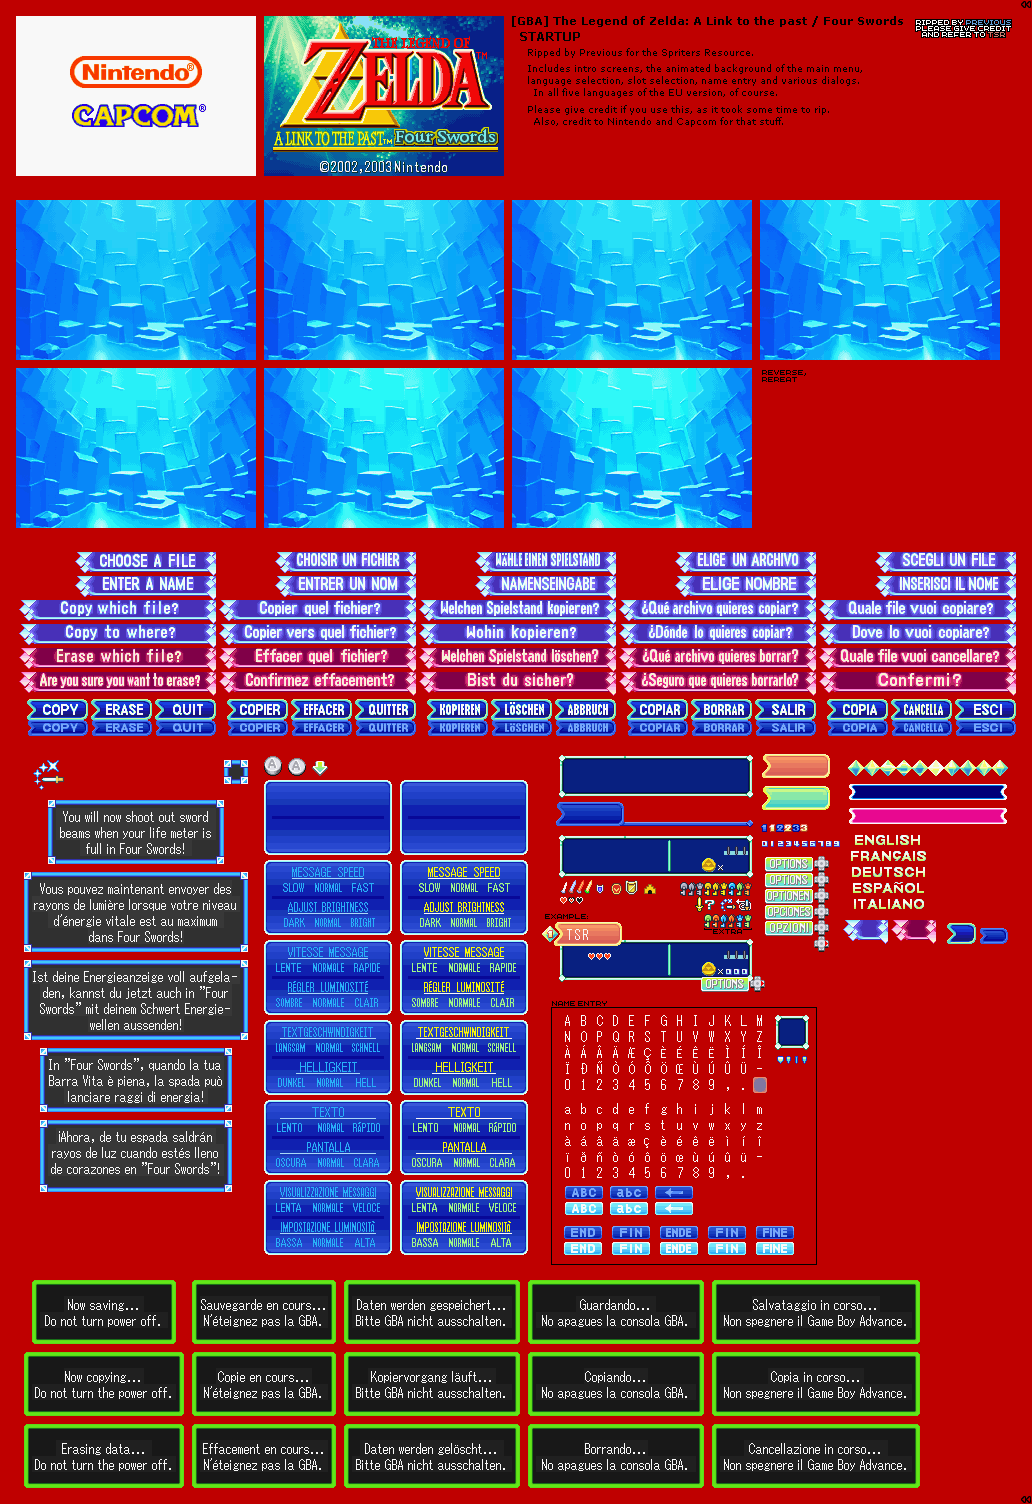 Nintendo®
CAPCOM®
THE LEGEND OF
ZELDA™
A LINK TO THE PAST™ Four Swords
©2002,2003 Nintendo
[GBA] The Legend of Zelda: A Link to the past / Four Swords
STARTUP
Ripped by Previous for the Spriters Resource.
Includes intro screens, the animated background of the main menu,
language selection, slot selection, name entry and various dialogs.
In all five languages of the EU version, of course.
Please give credit if you use this, as it took some time to rip.
Also, credit to Nintendo and Capcom for that stuff.
RIPPED BY PREVIOUS
PLEASE GIVE CREDIT
AND REFER TO TSR
REVERSE,
REPEAT
CHOOSE A FILE CHOISIR UN FICHIER WÄHLE EINEN SPIELSTAND ELIGE UN ARCHIVO SCEGLI UN FILE
ENTER A NAME ENTRER UN NOM NAMENSEINGABE ELIGE NOMBRE INSERISCI IL NOME
Copy which file? Copier quel fichier? Welchen Spielstand kopieren? ¿Qué archivo quieres copiar? Quale file vuoi copiare?
Copy to where? Copier vers quel fichier? Wohin kopieren? ¿Dónde lo quieres copiar? Dove lo vuoi copiare?
Erase which file? Effacer quel fichier? Welchen Spielstand löschen? ¿Qué archivo quieres borrar? Quale file vuoi cancellare?
Are you sure you want to erase? Confirmez effacement? Bist du sicher? ¿Seguro que quieres borrarlo? Confermi?
COPY ERASE QUIT COPIER EFFACER QUITTER KOPIEREN LÖSCHEN ABBRUCH COPIAR BORRAR SALIR COPIA CANCELLA ESCI
COPY ERASE QUIT COPIER EFFACER QUITTER KOPIEREN LÖSCHEN ABBRUCH COPIAR BORRAR SALIR COPIA CANCELLA ESCI
You will now shoot out sword
beams when your life meter is
full in Four Swords!
Vous pouvez maintenant envoyer des
rayons de lumière lorsque votre niveau
d'énergie vitale est au maximum
dans Four Swords!
Ist deine Energieanzeige voll aufgela-
den, kannst du jetzt auch in "Four
Swords" mit deinem Schwert Energie-
wellen aussenden!
In "Four Swords", quando la tua
Barra Vita è piena, la spada può
lanciare raggi di energia!
¡Ahora, de tu espada saldrán
rayos de luz cuando estés lleno
de corazones en "Four Swords"!
A A
MESSAGE SPEED MESSAGE SPEED
SLOW NORMAL FAST SLOW NORMAL FAST
ADJUST BRIGHTNESS ADJUST BRIGHTNESS
DARK NORMAL BRIGHT DARK NORMAL BRIGHT
VITESSE MESSAGE VITESSE MESSAGE
LENTE NORMALE RAPIDE LENTE NORMALE RAPIDE
RÉGLER LUMINOSITÉ RÉGLER LUMINOSITÉ
SOMBRE NORMALE CLAIR SOMBRE NORMALE CLAIR
TEXTGESCHWINDIGKEIT TEXTGESCHWINDIGKEIT
LANGSAM NORMAL SCHNELL LANGSAM NORMAL SCHNELL
HELLIGKEIT HELLIGKEIT
DUNKEL NORMAL HELL DUNKEL NORMAL HELL
TEXTO TEXTO
LENTO NORMAL RÁPIDO LENTO NORMAL RÁPIDO
PANTALLA PANTALLA
OSCURA NORMAL CLARA OSCURA NORMAL CLARA
VISUALIZZAZIONE MESSAGGI VISUALIZZAZIONE MESSAGGI
LENTA NORMALE VELOCE LENTA NORMALE VELOCE
IMPOSTAZIONE LUMINOSITÀ IMPOSTAZIONE LUMINOSITÀ
BASSA NORMALE ALTA BASSA NORMALE ALTA
1 2 2 2 3 3
0 1 2 3 4 5 6 7 8 9
OPTIONS
OPTIONS
OPTIONEN
OPCIONES
OPZIONI
ENGLISH
FRANÇAIS
DEUTSCH
ESPAÑOL
ITALIANO
EXAMPLE
TSR
EXTRA
×000
OPTIONS
NAME ENTRY
A B C D E F G H I J K L M
N O P Q R S T U V W X Y Z
À Á Â Ä Æ Ç È É Ê Ë Ì Í Î
Ï Ð Ñ Ò Ó Ô Ö Œ Ù Ú Û Ü -
0 1 2 3 4 5 6 7 8 9 , .
a b c d e f g h i j k l m
n o p q r s t u v w x y z
à á â ä æ ç è é ê ë ì í î
ï ð ñ ò ó ô ö œ ù ú û ü -
0 1 2 3 4 5 6 7 8 9 , .
ABC abc ←
ABC abc ←
END FIN ENDE FIN FINE
END FIN ENDE FIN FINE
Now saving... Sauvegarde en cours... Daten werden gespeichert... Guardando... Salvataggio in corso...
Do not turn power off. N'éteignez pas la GBA. Bitte GBA nicht ausschalten. No apagues la consola GBA. Non spegnere il Game Boy Advance.
Now copying... Copie en cours... Kopiervorgang läuft... Copiando... Copia in corso...
Do not turn the power off. N'éteignez pas la GBA. Bitte GBA nicht ausschalten. No apagues la consola GBA. Non spegnere il Game Boy Advance.
Erasing data... Effacement en cours... Daten werden gelöscht... Borrando... Cancellazione in corso...
Do not turn the power off. N'éteignez pas la GBA. Bitte GBA nicht ausschalten. No apagues la consola GBA. Non spegnere il Game Boy Advance.